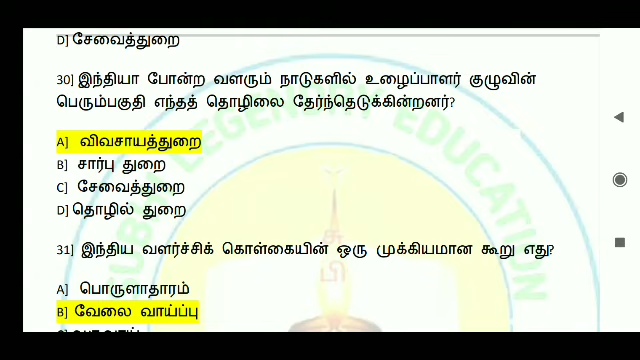 D] சேவைத்துறை
30] இந்தியா போன்ற வளரும் நாடுகளில் உழைப்பாளர் குழுவின்
பெரும்பகுதி எந்தத் தொழிலை தேர்ந்தெடுக்கின்றனர்?
A] விவசாயத்துறை
B] சார்பு துறை
C] சேவைத்துறை
D] தொழில் துறை
31] இந்திய வளர்ச்சிக் கொள்கையின் ஒரு முக்கியமான கூறு எது?
A] பொருளாதாரம்
B] வேலை வாய்ப்பு